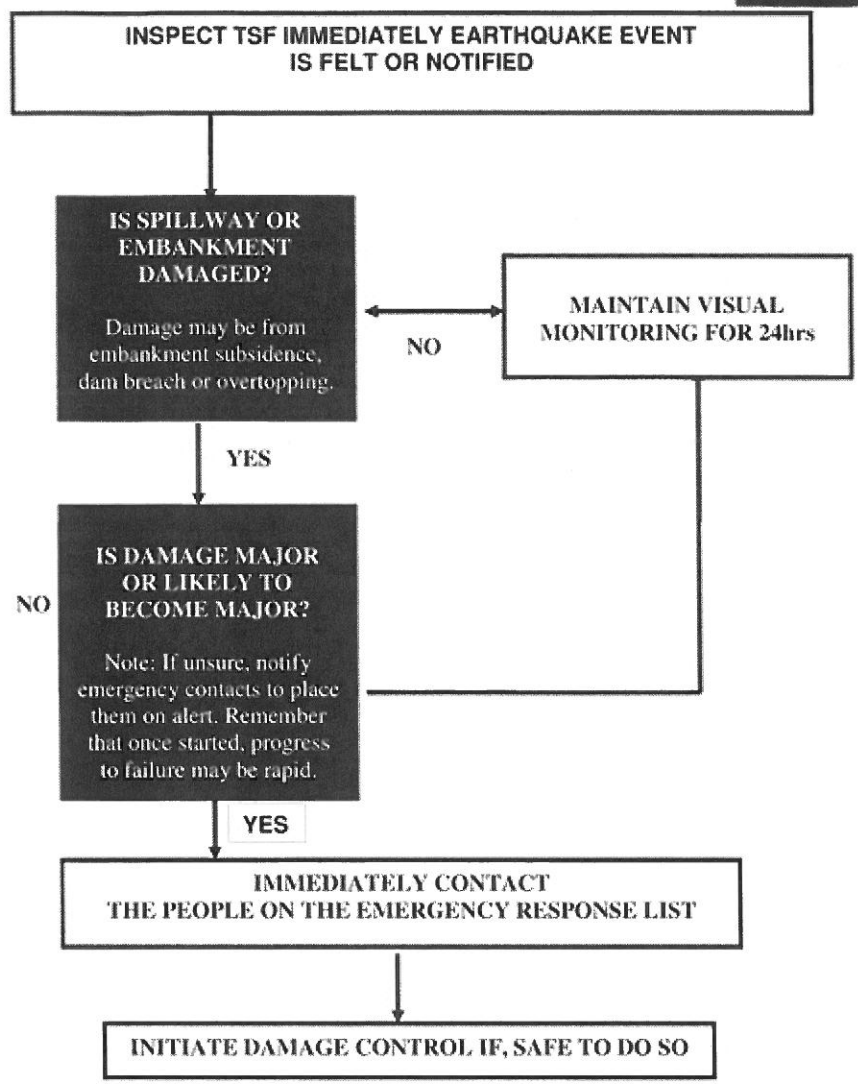 INSPECT TSF IMMEDIATELY EARTHQUAKE EVENT
IS FELT OR NOTIFIED
IS SPILLWAY OR
EMBANKMENT
DAMAGED?
Damage may be from
embankment subsidence,
dam breach or overtopping.
NO
MAINTAIN VISUAL
MONITORING FOR 24hrs
YES
IS DAMAGE MAJOR
OR LIKELY TO
BECOME MAJOR?
NO
Note: If unsure, notify
emergency contacts to place
them on alert. Remember
that once started, progress
to failure may be rapid.
YES
IMMEDIATELY CONTACT
THE PEOPLE ON THE EMERGENCY RESPONSE LIST
INITIATE DAMAGE CONTROL IF, SAFE TO DO SO